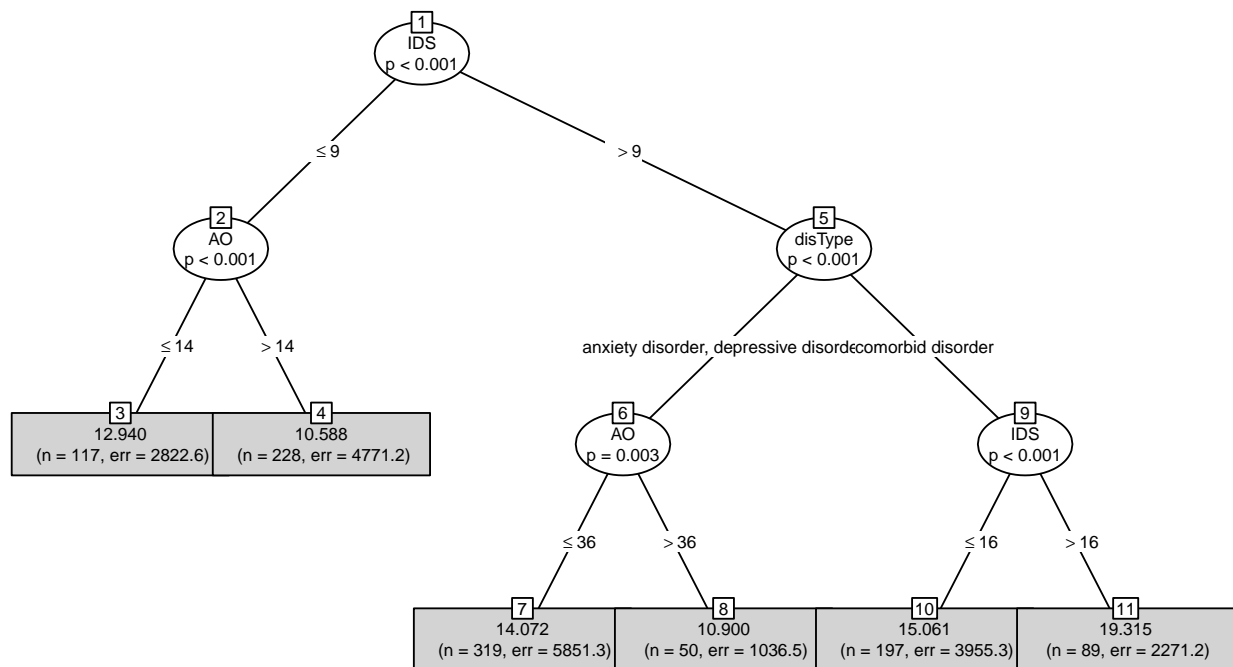 1
IDS
p < 0.001
≤ 9
> 9
2
AO
p < 0.001
5
disType
p < 0.001
≤ 14
> 14
anxiety disorder, depressive disorde
comorbid disorder
3
12.940
(n = 117, err = 2822.6)
4
10.588
(n = 228, err = 4771.2)
6
AO
p = 0.003
9
IDS
p < 0.001
≤ 36
> 36
≤ 16
> 16
7
14.072
(n = 319, err = 5851.3)
8
10.900
(n = 50, err = 1036.5)
10
15.061
(n = 197, err = 3955.3)
11
19.315
(n = 89, err = 2271.2)